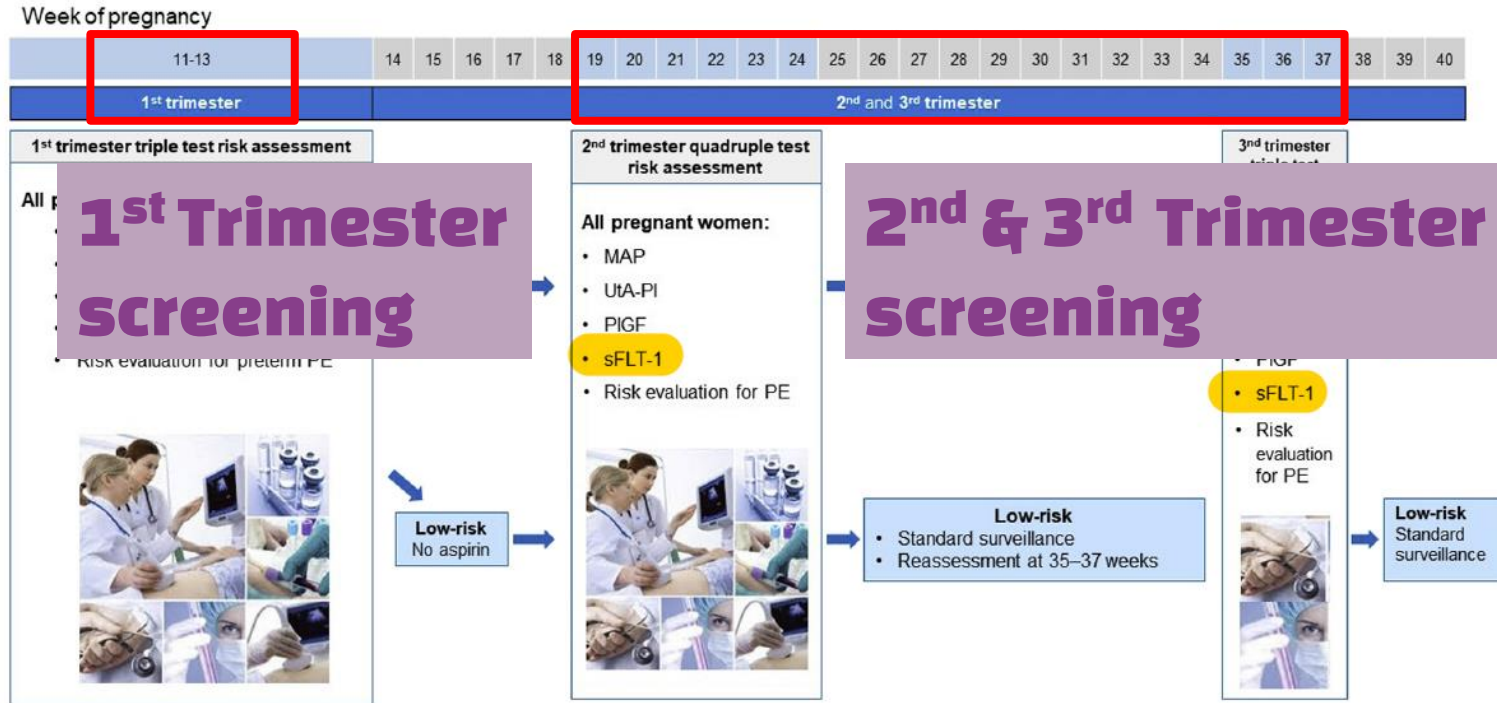 Week of pregnancy
11-13 14 15 16 17 18 19 20 21 22 23 24 25 26 27 28 29 30 31 32 33 34 35 36 37 38 39 40
1st trimester
2nd and 3rd trimester
1st trimester triple test risk assessment
All
1st Trimester
screening
• Risk evaluation for preterm PE
Low-risk
No aspirin
2nd trimester quadruple test
risk assessment
All pregnant women:
• MAP
• UtA-PI
• PlGF
• sFLT-1
• Risk evaluation for PE
2nd & 3rd Trimester
screening
Low-risk
• Standard surveillance
• Reassessment at 35–37 weeks
3nd trimester
triple test
• PlGF
• sFLT-1
• Risk
evaluation
for PE
Low-risk
Standard
surveillance